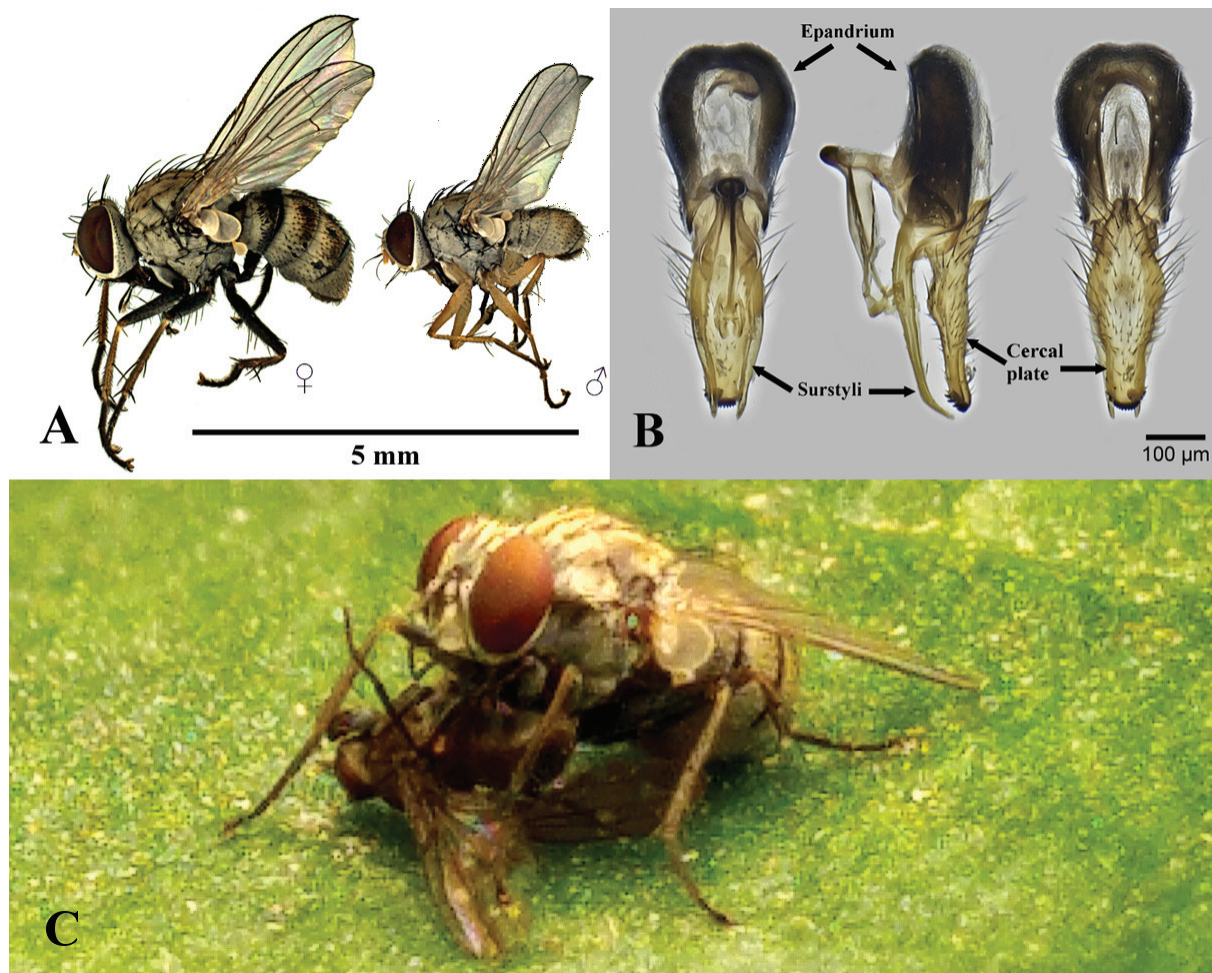 ♀
♂
A
5 mm
Epandrium
Cercal
plate
Surstyli
B
100 µm
C